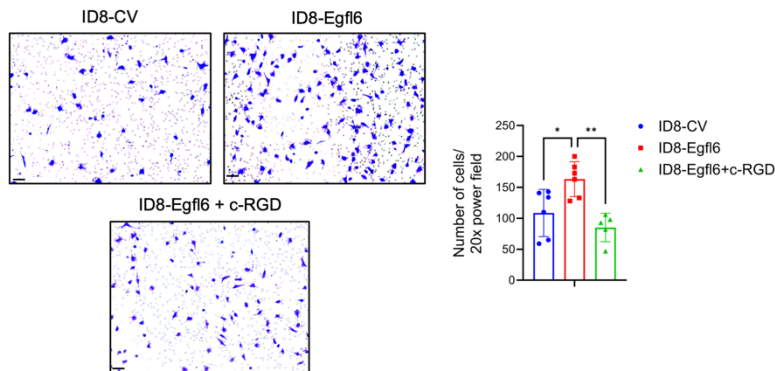 ID8-CV
ID8-Egfl6
ID8-Egfl6 + c-RGD
Number of cells/
20x power field
250
200
150
100
50
0
*
**
ID8-CV
ID8-Egfl6
ID8-Egfl6+c-RGD